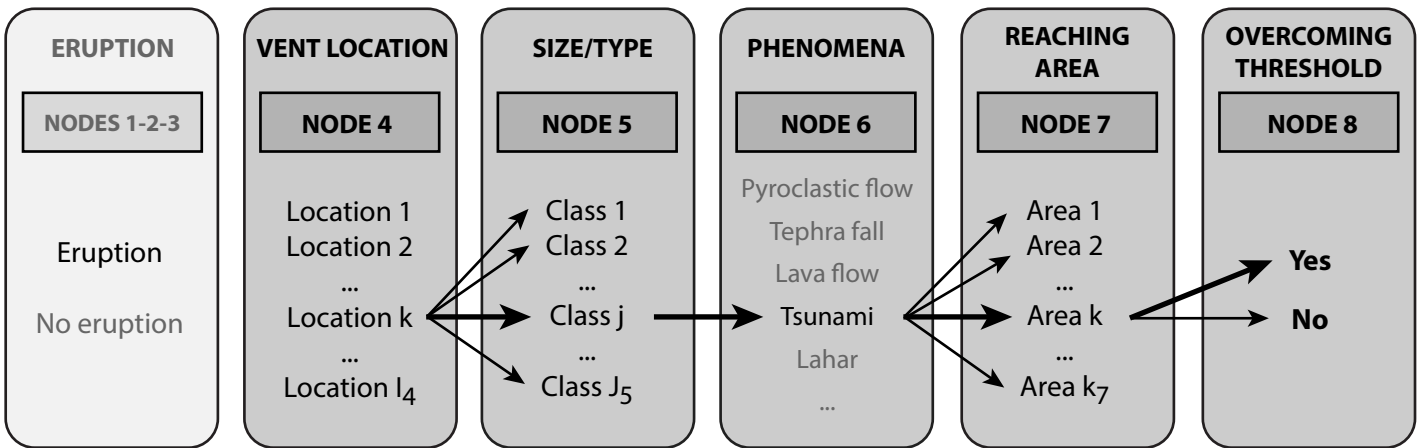 ERUPTION
NODES 1-2-3
Eruption
No eruption
VENT LOCATION
NODE 4
Location 1
Location 2
...
Location k
...
Location I4
SIZE/TYPE
NODE 5
Class 1
Class 2
...
Class j
...
Class J5
PHENOMENA
NODE 6
Pyroclastic flow
Tephra fall
Lava flow
Tsunami
Lahar
...
REACHING
AREA
NODE 7
Area 1
Area 2
...
Area k
...
Area k7
OVERCOMING
THRESHOLD
NODE 8
Yes
No